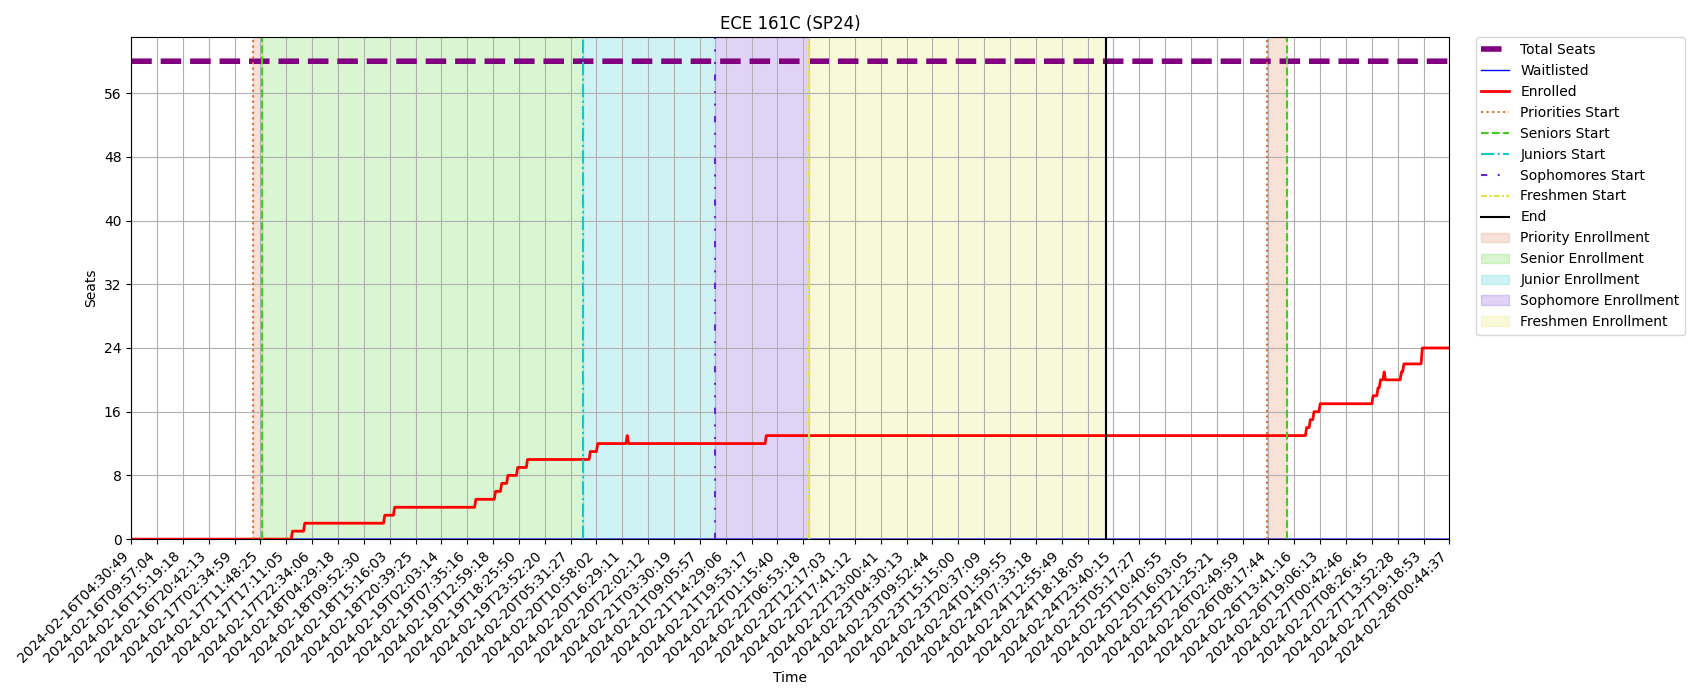 ECE 161C (SP24)
Total Seats
Waitlisted
Enrolled
Priorities Start
Seniors Start
Juniors Start
Sophomores Start
Freshmen Start
End
Priority Enrollment
Senior Enrollment
Junior Enrollment
Sophomore Enrollment
Freshmen Enrollment
Seats
56
48
40
32
24
16
8
0
2024-02-16T04:30:49
2024-02-16T09:57:04
2024-02-16T15:19:18
2024-02-16T20:42:13
2024-02-17T02:34:59
2024-02-17T11:48:25
2024-02-17T17:11:05
2024-02-17T22:34:06
2024-02-18T04:29:18
2024-02-18T09:52:30
2024-02-18T15:16:03
2024-02-18T20:39:25
2024-02-19T02:03:14
2024-02-19T07:35:16
2024-02-19T12:59:18
2024-02-19T18:25:50
2024-02-19T23:52:20
2024-02-20T05:31:27
2024-02-20T10:58:02
2024-02-20T16:29:11
2024-02-20T22:02:12
2024-02-21T03:30:19
2024-02-21T09:05:57
2024-02-21T14:29:06
2024-02-21T19:53:17
2024-02-22T01:15:40
2024-02-22T06:53:18
2024-02-22T12:17:03
2024-02-22T17:41:12
2024-02-22T23:00:41
2024-02-23T04:30:13
2024-02-23T09:52:44
2024-02-23T15:15:00
2024-02-23T20:37:09
2024-02-24T01:59:55
2024-02-24T07:33:18
2024-02-24T12:55:49
2024-02-24T18:18:05
2024-02-24T23:40:15
2024-02-25T05:17:27
2024-02-25T10:40:55
2024-02-25T16:03:05
2024-02-25T21:25:21
2024-02-26T02:49:59
2024-02-26T08:17:44
2024-02-26T13:41:16
2024-02-26T19:06:13
2024-02-27T00:42:46
2024-02-27T08:26:45
2024-02-27T13:52:28
2024-02-27T19:18:53
2024-02-28T00:44:37
Time